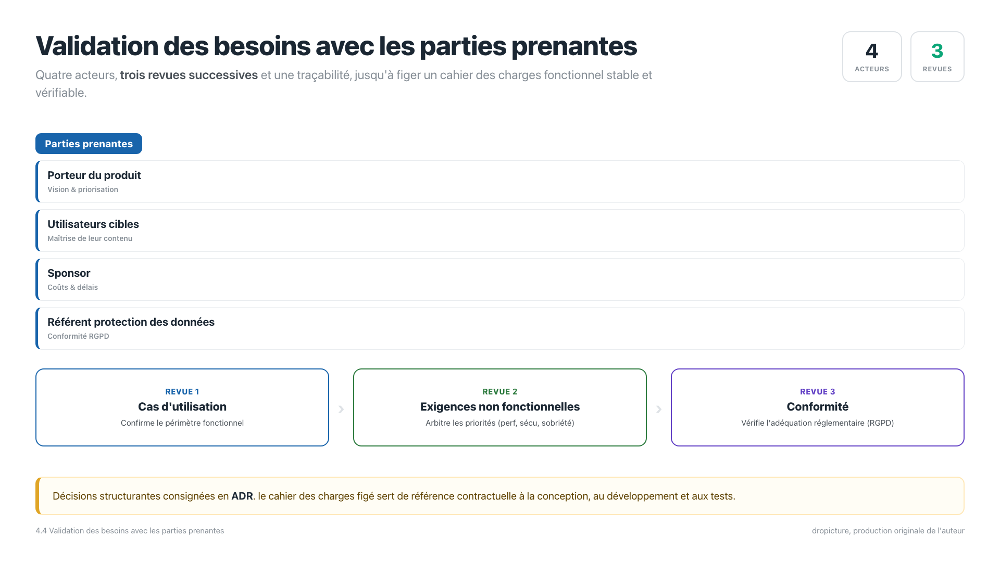 Validation des besoins avec les parties prenantes
Quatre acteurs, trois revues successives et une traçabilité, jusqu'à figer un cahier des charges fonctionnel stable et
vérifiable.
4
ACTEURS
3
REVUES
Parties prenantes
Porteur du produit
Vision & priorisation
Utilisateurs cibles
Maîtrise de leur contenu
Sponsor
Coûts & délais
Référent protection des données
Conformité RGPD
REVUE 1
Cas d'utilisation
Confirme le périmètre fonctionnel
›
REVUE 2
Exigences non fonctionnelles
Arbitre les priorités (perf, sécu, sobriété)
›
REVUE 3
Conformité
Vérifie l'adéquation réglementaire (RGPD)
Décisions structurantes consignées en ADR. le cahier des charges figé sert de référence contractuelle à la conception, au développement et aux tests.
4.4 Validation des besoins avec les parties prenantes
dropicture, production originale de l'auteur